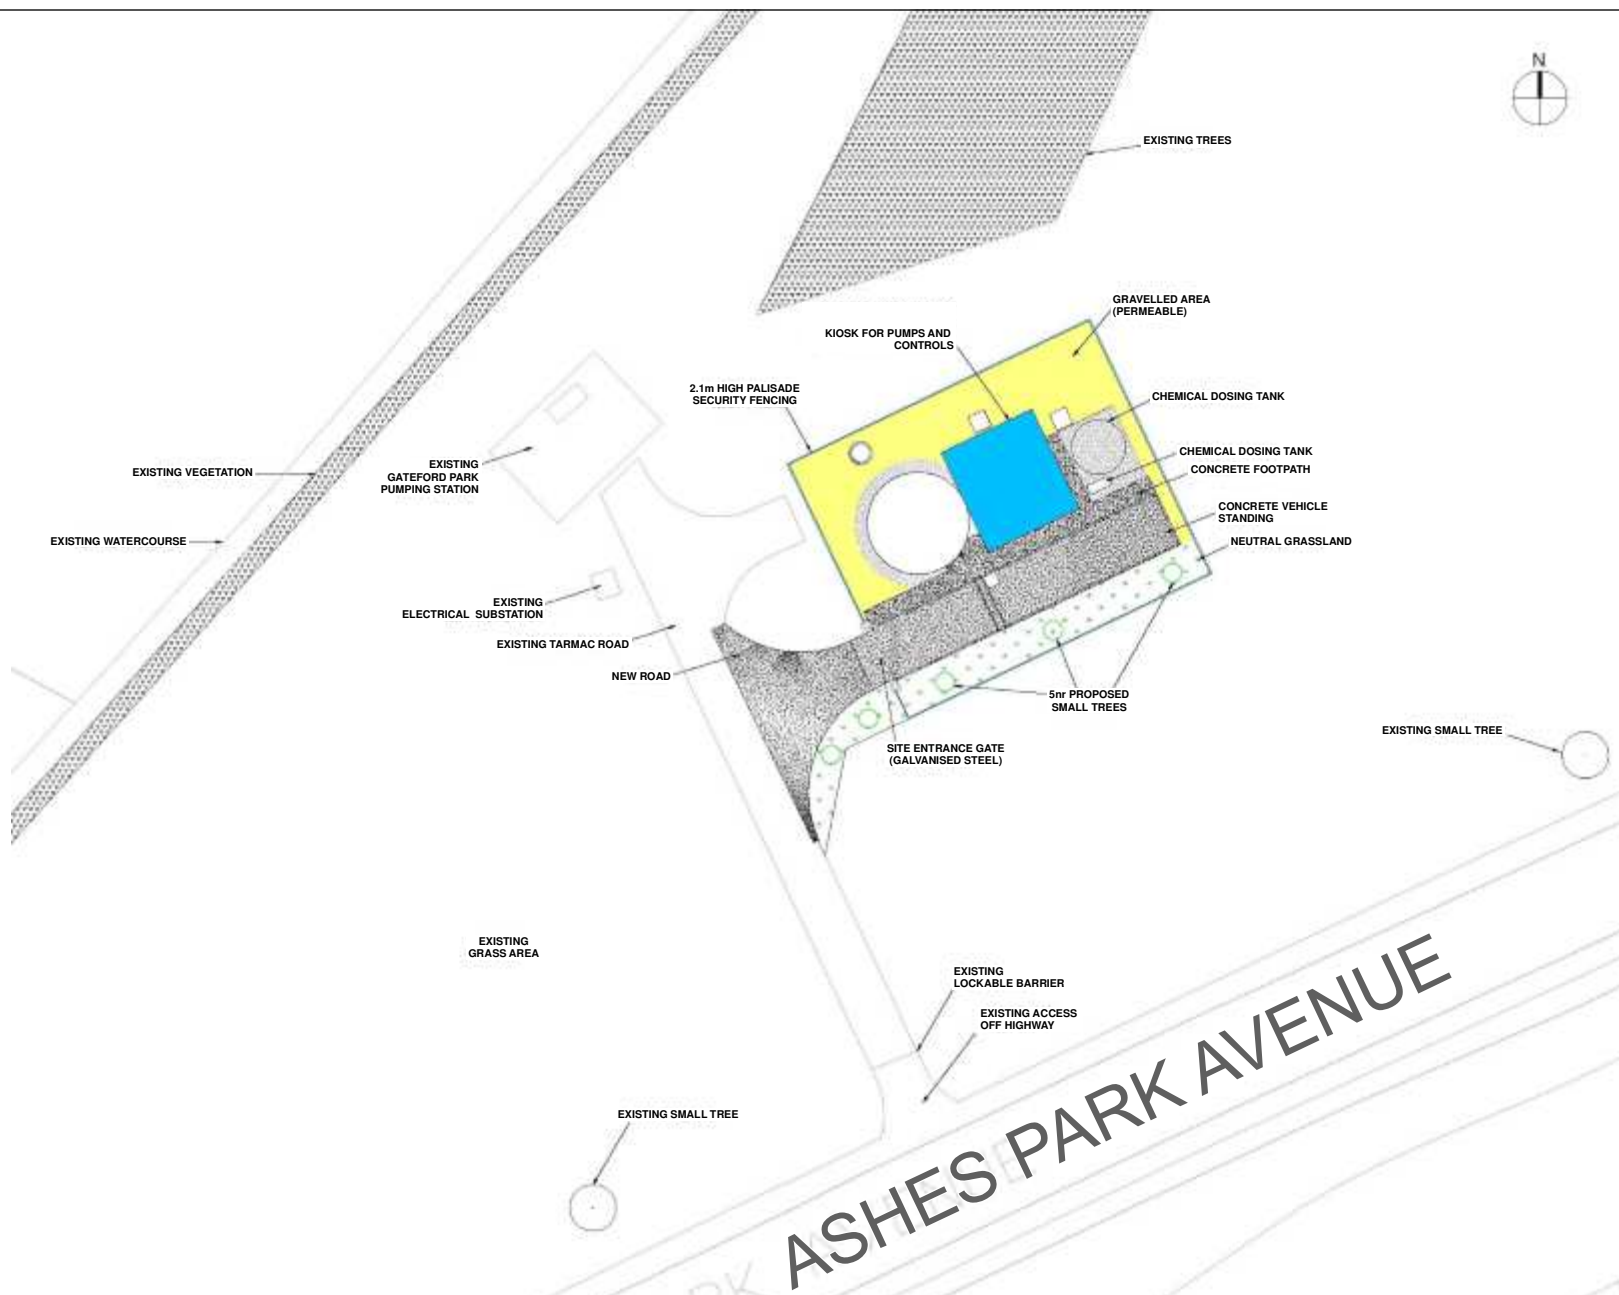 N
EXISTING TREES
GRAVELLED AREA
(PERMEABLE)
KIOSK FOR PUMPS AND
CONTROLS
2.1m HIGH PALISADE
SECURITY FENCING
CHEMICAL DOSING TANK
CHEMICAL DOSING TANK
CONCRETE FOOTPATH
EXISTING VEGETATION
EXISTING
GATEFORD PARK
PUMPING STATION
CONCRETE VEHICLE
STANDING
EXISTING WATERCOURSE
NEUTRAL GRASSLAND
EXISTING
ELECTRICAL SUBSTATION
EXISTING TARMAC ROAD
NEW ROAD
5nr PROPOSED
SMALL TREES
SITE ENTRANCE GATE
(GALVANISED STEEL)
EXISTING SMALL TREE
EXISTING
GRASS AREA
EXISTING
LOCKABLE BARRIER
EXISTING ACCESS
OFF HIGHWAY
EXISTING SMALL TREE
ASHES PARK AVENUE